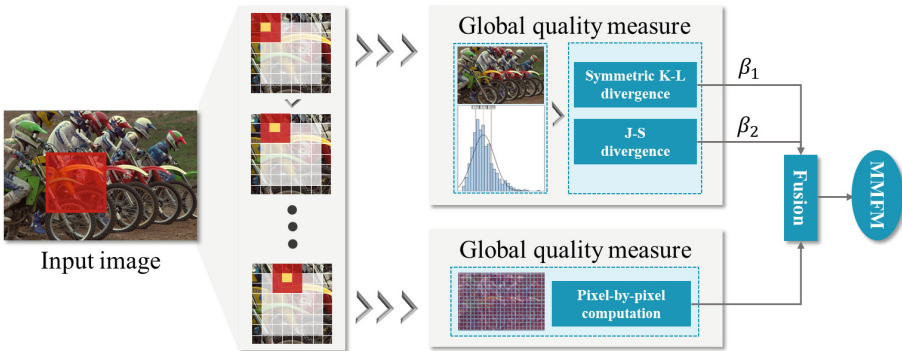 Global quality measure
Symmetric K-L
divergence
β₁
J-S
divergence
β₂
Input image
Fusion
MMFM
Global quality measure
Pixel-by-pixel
computation